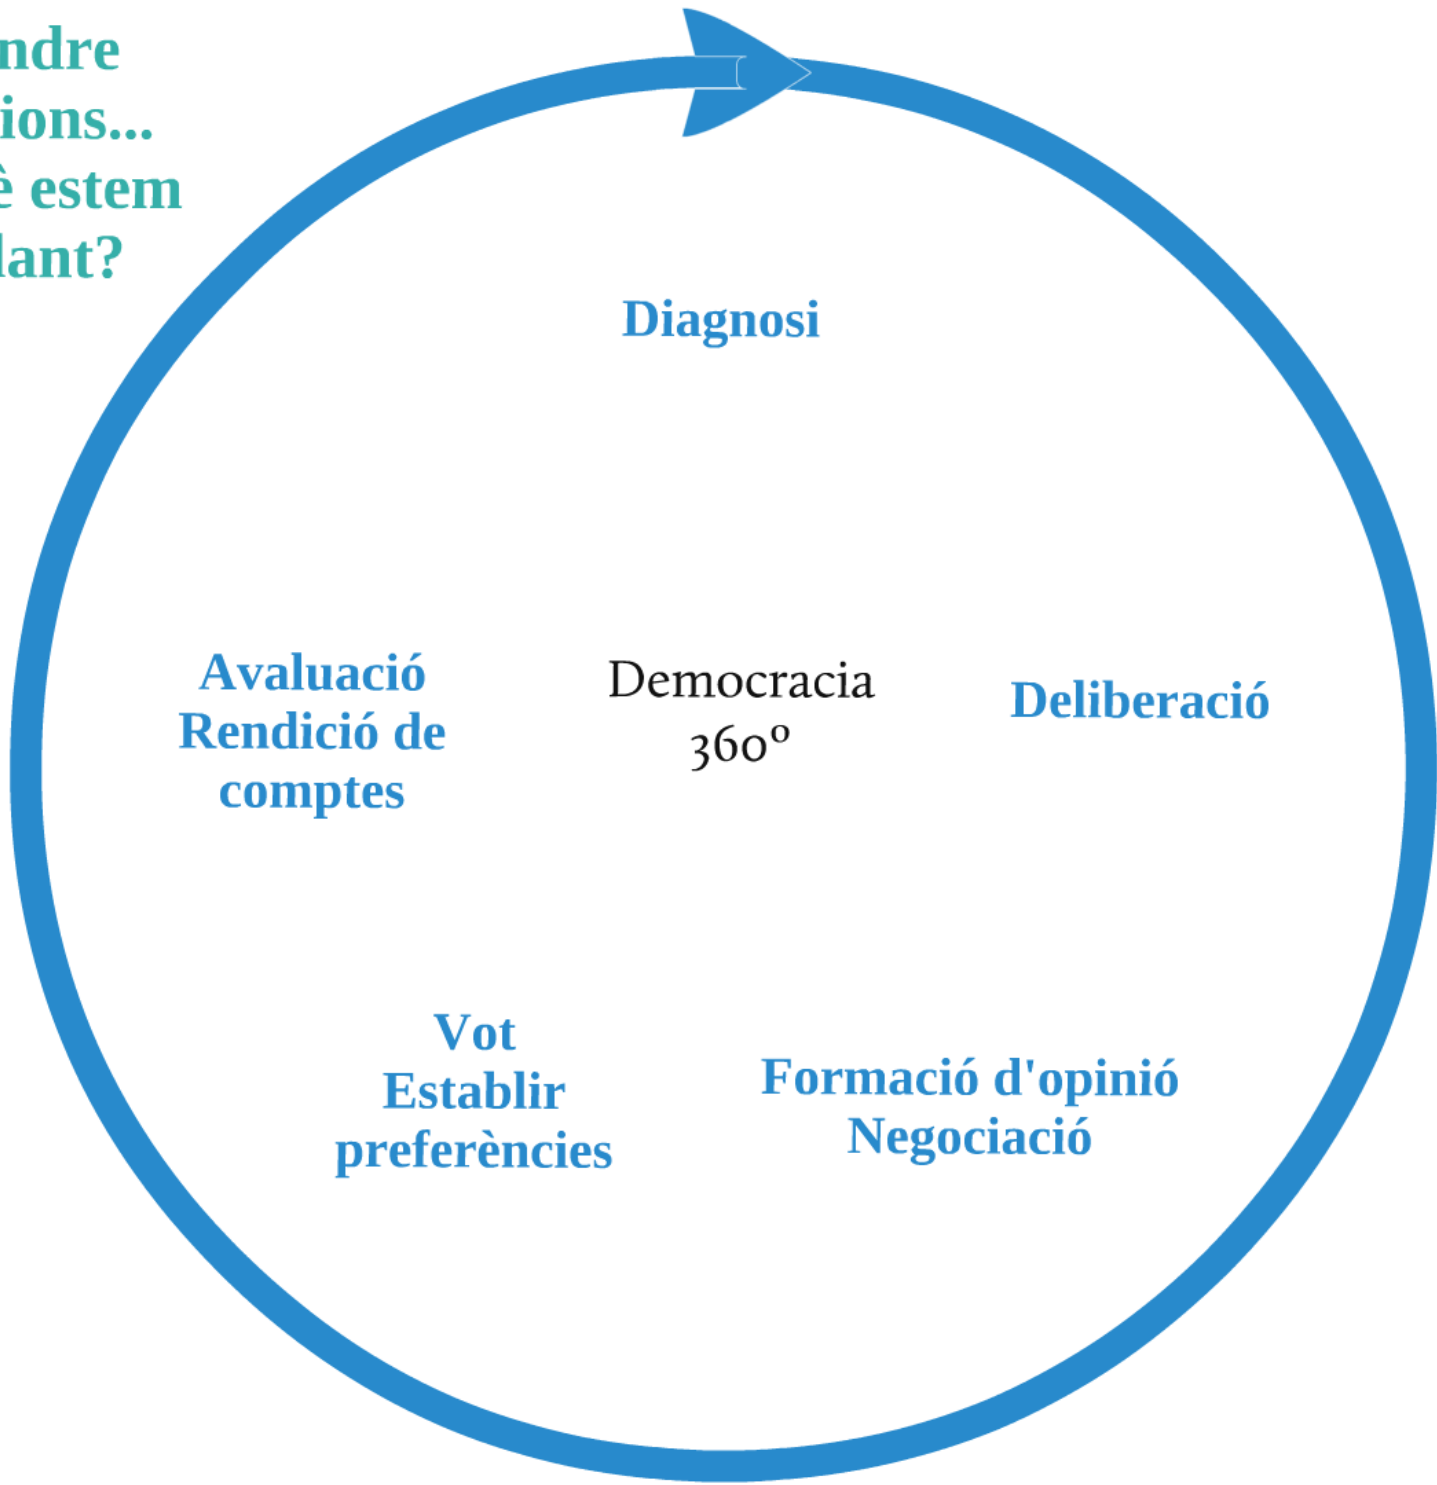 ndre
ions...
è estem
lant?
Diagnosi
Avaluació
Rendició de
comptes
Democracia
360º
Deliberació
Vot
Establir
preferències
Formació d'opinió
Negociació